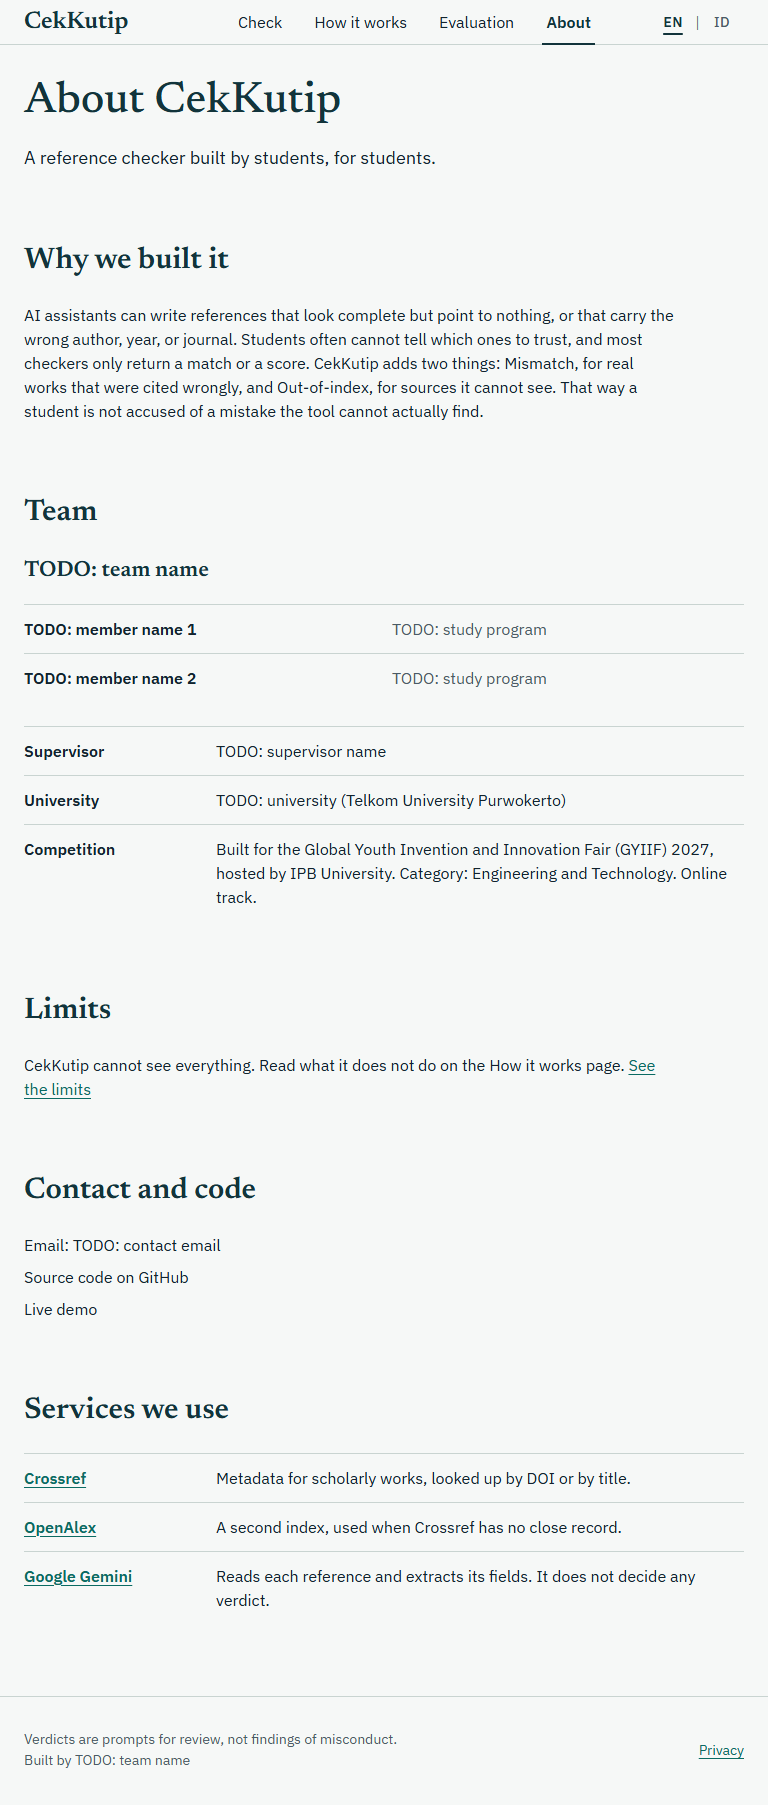 CekKutip
Check
How it works
Evaluation
About
EN | ID
About CekKutip
A reference checker built by students, for students.
Why we built it
AI assistants can write references that look complete but point to nothing, or that carry the
wrong author, year, or journal. Students often cannot tell which ones to trust, and most
checkers only return a match or a score. CekKutip adds two things: Mismatch, for real
works that were cited wrongly, and Out-of-index, for sources it cannot see. That way a
student is not accused of a mistake the tool cannot actually find.
Team
TODO: team name
TODO: member name 1
TODO: study program
TODO: member name 2
TODO: study program
Supervisor
TODO: supervisor name
University
TODO: university (Telkom University Purwokerto)
Competition
Built for the Global Youth Invention and Innovation Fair (GYIIF) 2027,
hosted by IPB University. Category: Engineering and Technology. Online
track.
Limits
CekKutip cannot see everything. Read what it does not do on the How it works page. See
the limits
Contact and code
Email: TODO: contact email
Source code on GitHub
Live demo
Services we use
Crossref
Metadata for scholarly works, looked up by DOI or by title.
OpenAlex
A second index, used when Crossref has no close record.
Google Gemini
Reads each reference and extracts its fields. It does not decide any
verdict.
Verdicts are prompts for review, not findings of misconduct.
Built by TODO: team name
Privacy